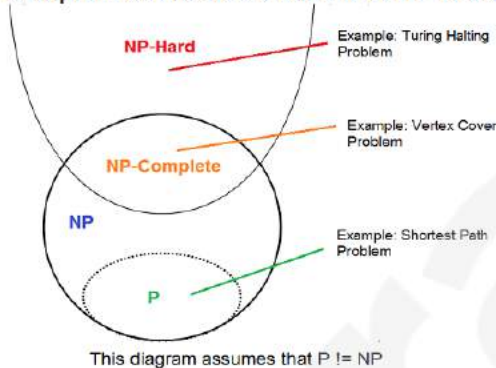 NP-Hard
Example: Turing Halting
Problem
Example: Vertex Cover
Problem
NP-Complete
NP
Example: Shortest Path
Problem
P
This diagram assumes that P != NP